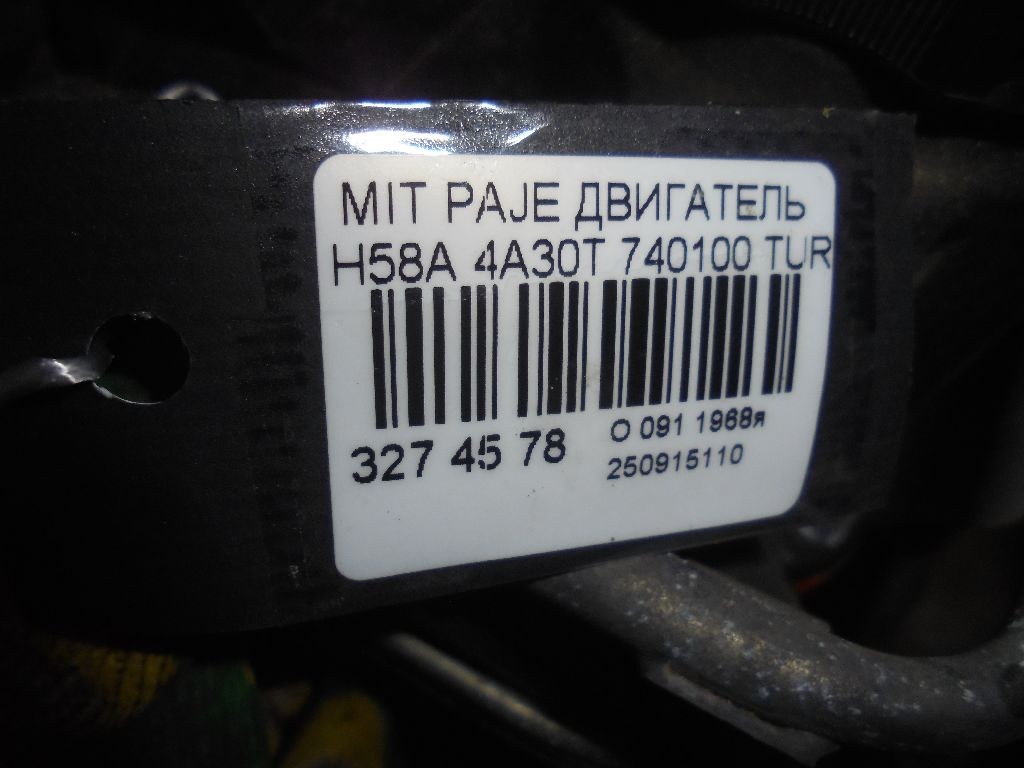 MIT PAJE ДВИГАТЕЛЬ
H58A 4A30T 740100 TUR
327 45 78
O 091 1968я
250915110